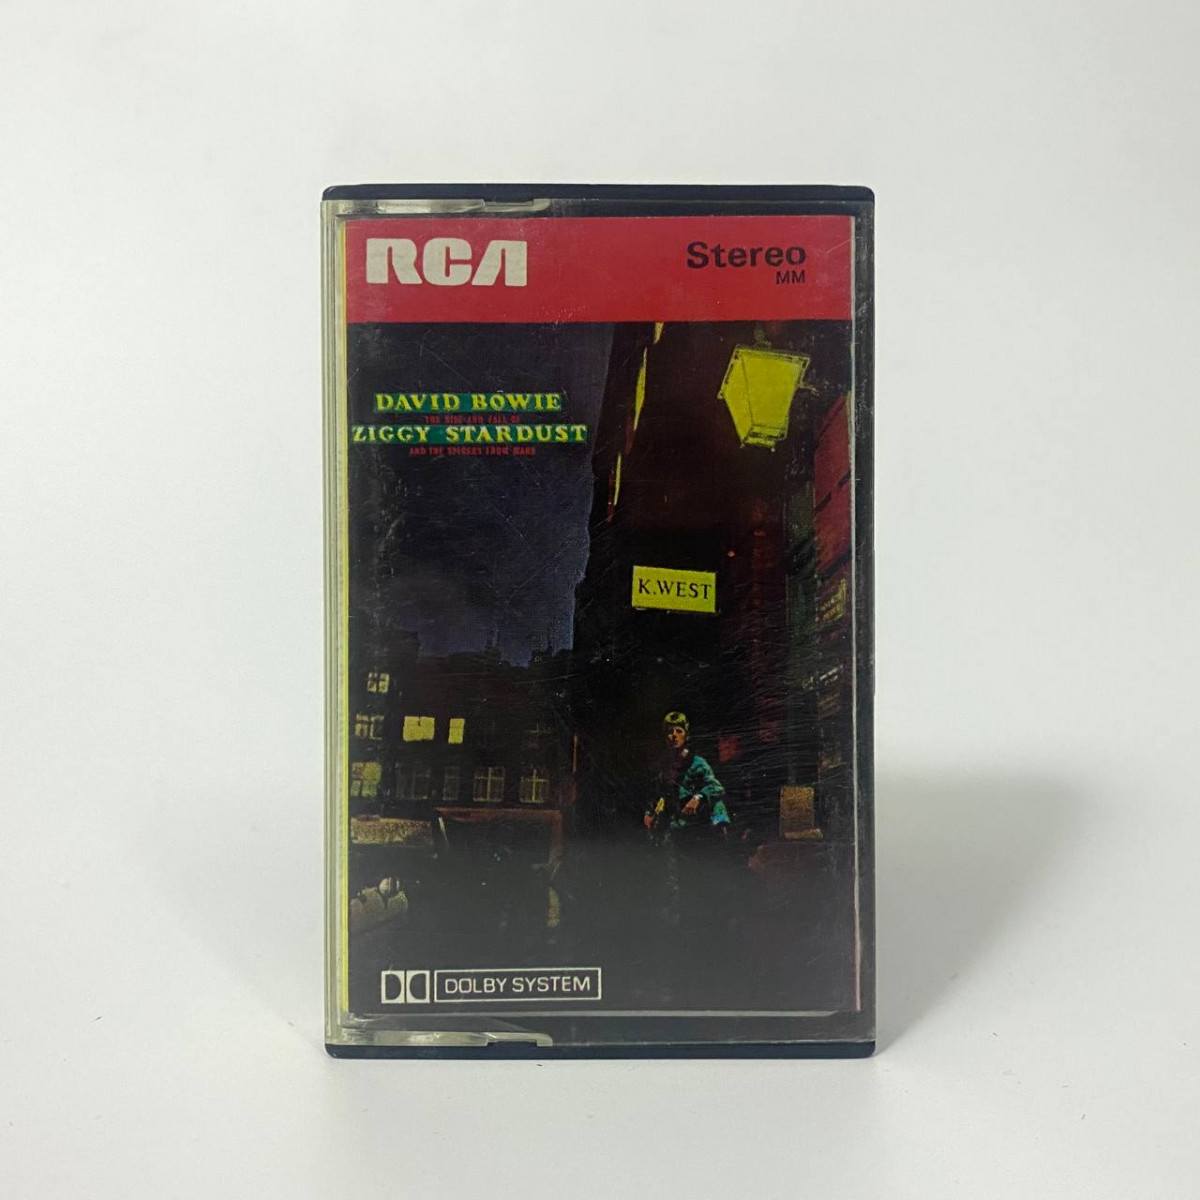 RCA
Stereo
MM
DAVID BOWIE
THE RISE AND FALL OF
ZIGGY STARDUST
AND THE SPIDERS FROM MARS
K.WEST
DOLBY SYSTEM